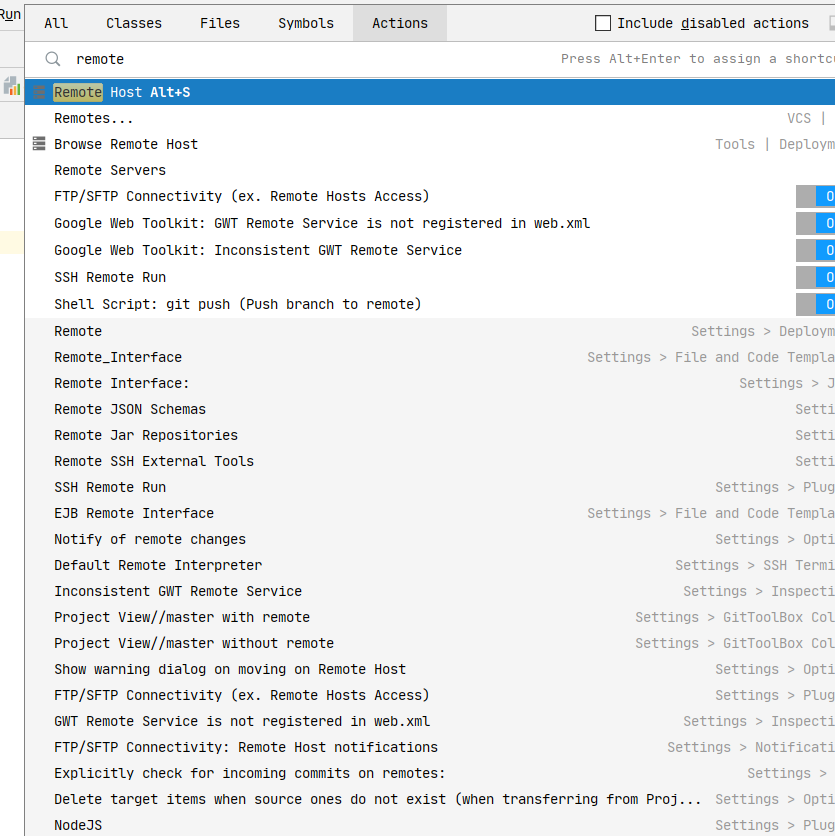 Run
All Classes Files Symbols Actions Include disabled actions
remote Press Alt+Enter to assign a shortcu
Remote Host Alt+S
Remotes... VCS |
Browse Remote Host Tools | Deploym
Remote Servers
FTP/SFTP Connectivity (ex. Remote Hosts Access) O
Google Web Toolkit: GWT Remote Service is not registered in web.xml O
Google Web Toolkit: Inconsistent GWT Remote Service O
SSH Remote Run O
Shell Script: git push (Push branch to remote) O
Remote Settings > Deploym
Remote_Interface Settings > File and Code Templa
Remote Interface: Settings > J
Remote JSON Schemas Setti
Remote Jar Repositories Setti
Remote SSH External Tools Setti
SSH Remote Run Settings > Plug
EJB Remote Interface Settings > File and Code Templa
Notify of remote changes Settings > Opti
Default Remote Interpreter Settings > SSH Termi
Inconsistent GWT Remote Service Settings > Inspecti
Project View//master with remote Settings > GitToolBox Col
Project View//master without remote Settings > GitToolBox Col
Show warning dialog on moving on Remote Host Settings > Opti
FTP/SFTP Connectivity (ex. Remote Hosts Access) Settings > Plug
GWT Remote Service is not registered in web.xml Settings > Inspecti
FTP/SFTP Connectivity: Remote Host notifications Settings > Notificati
Explicitly check for incoming commits on remotes: Settings >
Delete target items when source ones do not exist (when transferring from Proj... Settings > Opti
NodeJS Settings > Plug